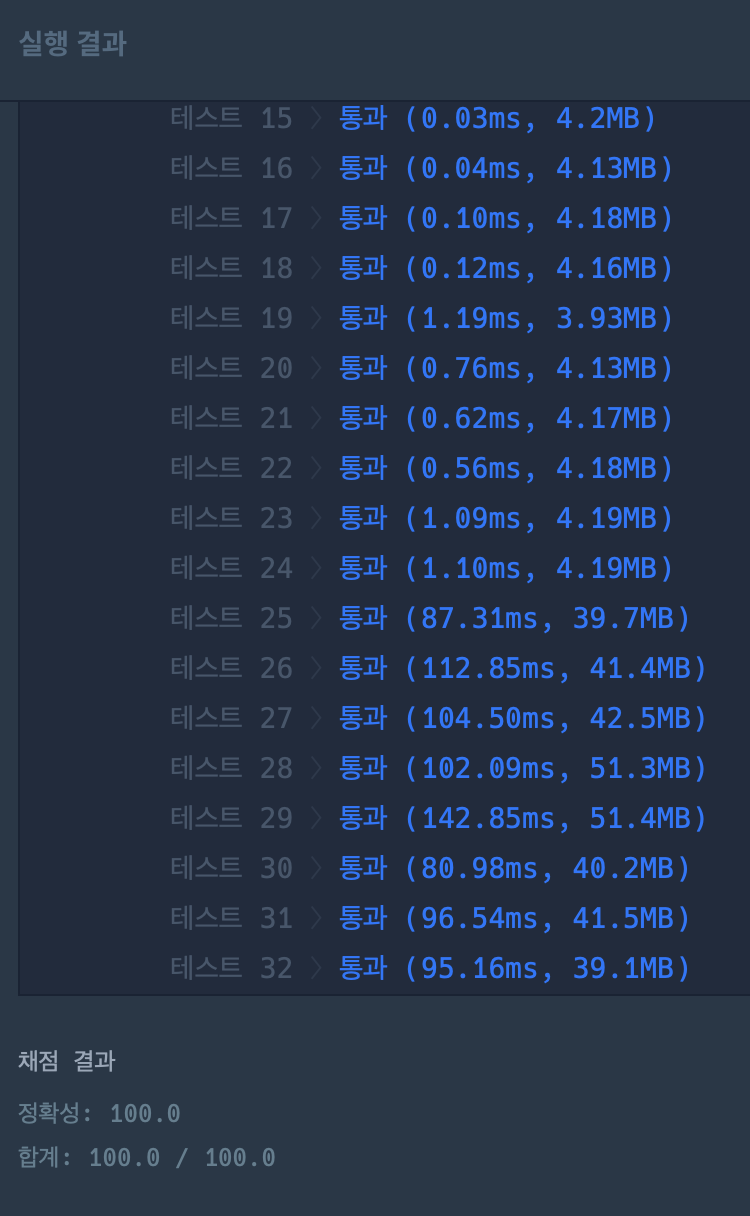 실행 결과
테스트 15 〉 통과 (0.03ms, 4.2MB)
테스트 16 〉 통과 (0.04ms, 4.13MB)
테스트 17 〉 통과 (0.10ms, 4.18MB)
테스트 18 〉 통과 (0.12ms, 4.16MB)
테스트 19 〉 통과 (1.19ms, 3.93MB)
테스트 20 〉 통과 (0.76ms, 4.13MB)
테스트 21 〉 통과 (0.62ms, 4.17MB)
테스트 22 〉 통과 (0.56ms, 4.18MB)
테스트 23 〉 통과 (1.09ms, 4.19MB)
테스트 24 〉 통과 (1.10ms, 4.19MB)
테스트 25 〉 통과 (87.31ms, 39.7MB)
테스트 26 〉 통과 (112.85ms, 41.4MB)
테스트 27 〉 통과 (104.50ms, 42.5MB)
테스트 28 〉 통과 (102.09ms, 51.3MB)
테스트 29 〉 통과 (142.85ms, 51.4MB)
테스트 30 〉 통과 (80.98ms, 40.2MB)
테스트 31 〉 통과 (96.54ms, 41.5MB)
테스트 32 〉 통과 (95.16ms, 39.1MB)
채점 결과
정확성: 100.0
합계: 100.0 / 100.0